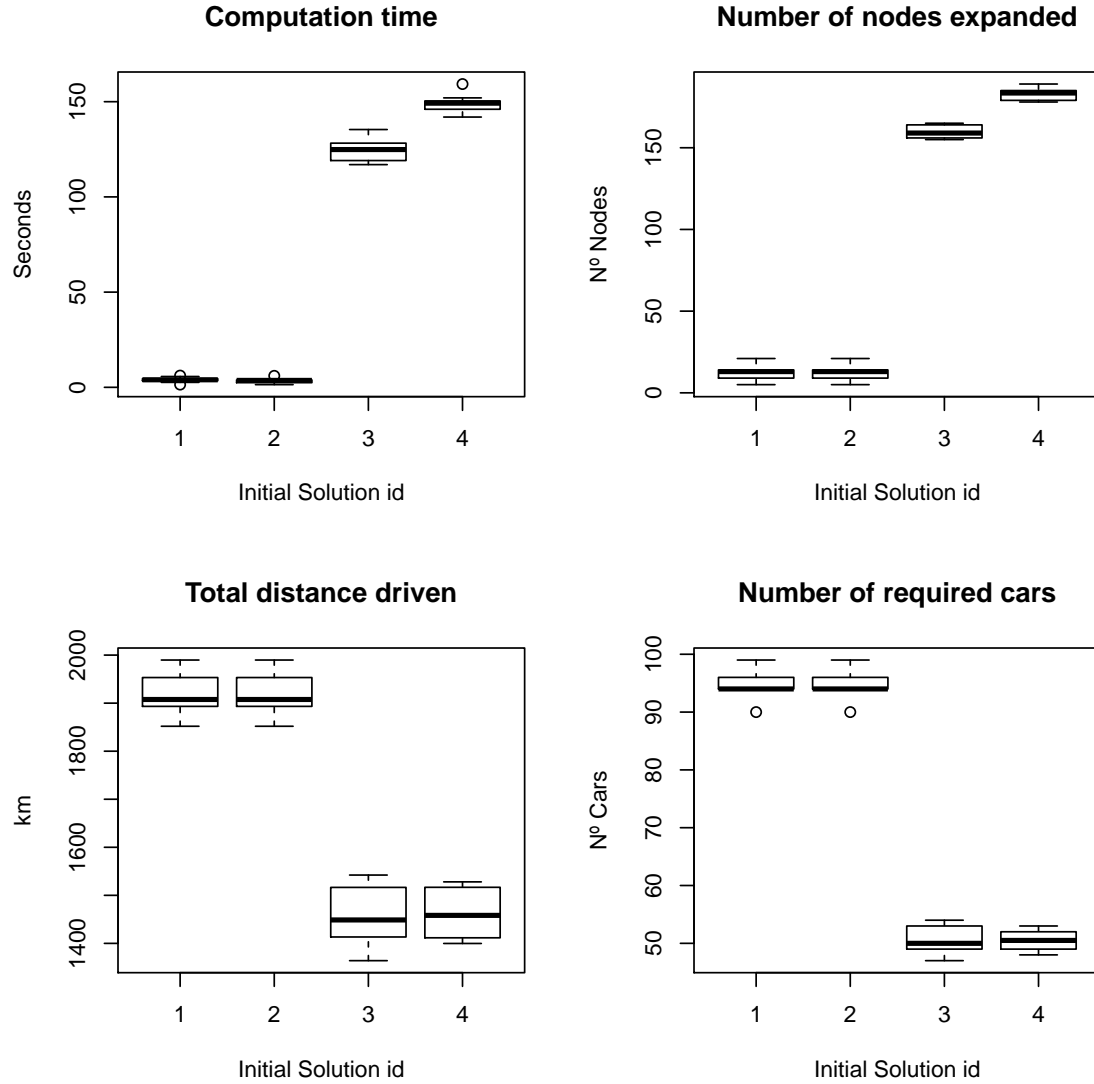 Computation time
Seconds
150
100
50
0
1 2 3 4
Initial Solution id
Number of nodes expanded
Nº Nodes
150
100
50
0
1 2 3 4
Initial Solution id
Total distance driven
km
2000
1800
1600
1400
1 2 3 4
Initial Solution id
Number of required cars
Nº Cars
100
90
80
70
60
50
1 2 3 4
Initial Solution id